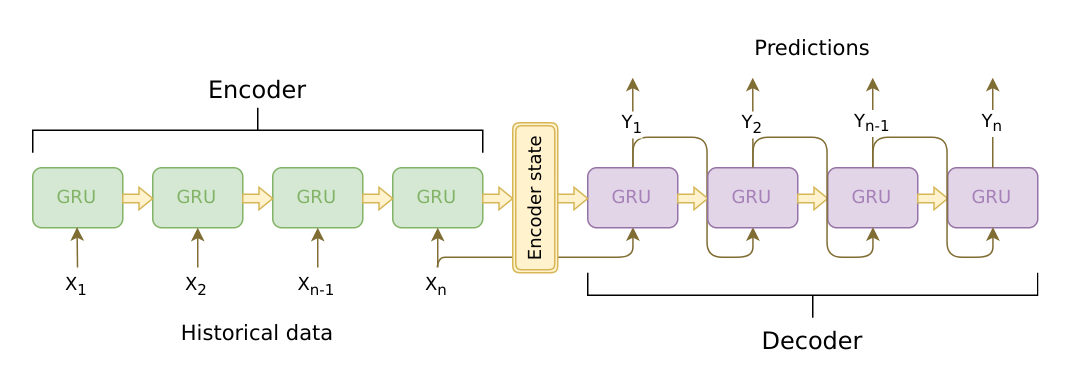 Predictions
Encoder
Y1 Y2 Yn-1 Yn
GRU GRU GRU GRU Encoder state GRU GRU GRU GRU
X1 X2 Xn-1 Xn
Historical data
Decoder